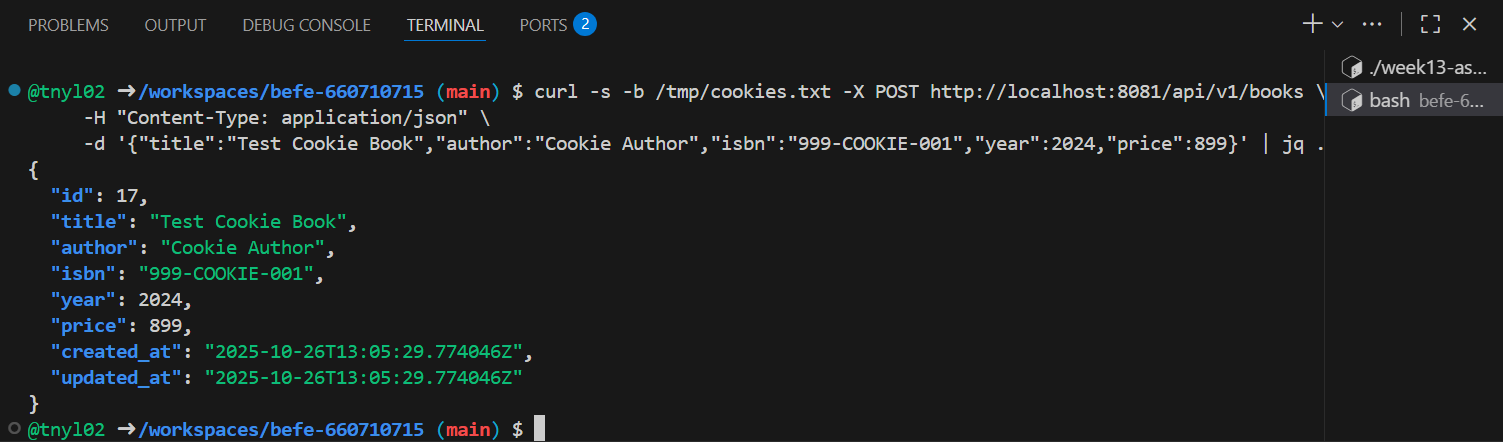 PROBLEMS OUTPUT DEBUG CONSOLE TERMINAL PORTS 2
./week13-as...
bash befe-6...
@tnyl02 ➜/workspaces/befe-660710715 (main) $ curl -s -b /tmp/cookies.txt -X POST http://localhost:8081/api/v1/books \
-H "Content-Type: application/json" \
-d '{"title":"Test Cookie Book","author":"Cookie Author","isbn":"999-COOKIE-001","year":2024,"price":899}' | jq .
{
"id": 17,
"title": "Test Cookie Book",
"author": "Cookie Author",
"isbn": "999-COOKIE-001",
"year": 2024,
"price": 899,
"created_at": "2025-10-26T13:05:29.774046Z",
"updated_at": "2025-10-26T13:05:29.774046Z"
}
@tnyl02 ➜/workspaces/befe-660710715 (main) $